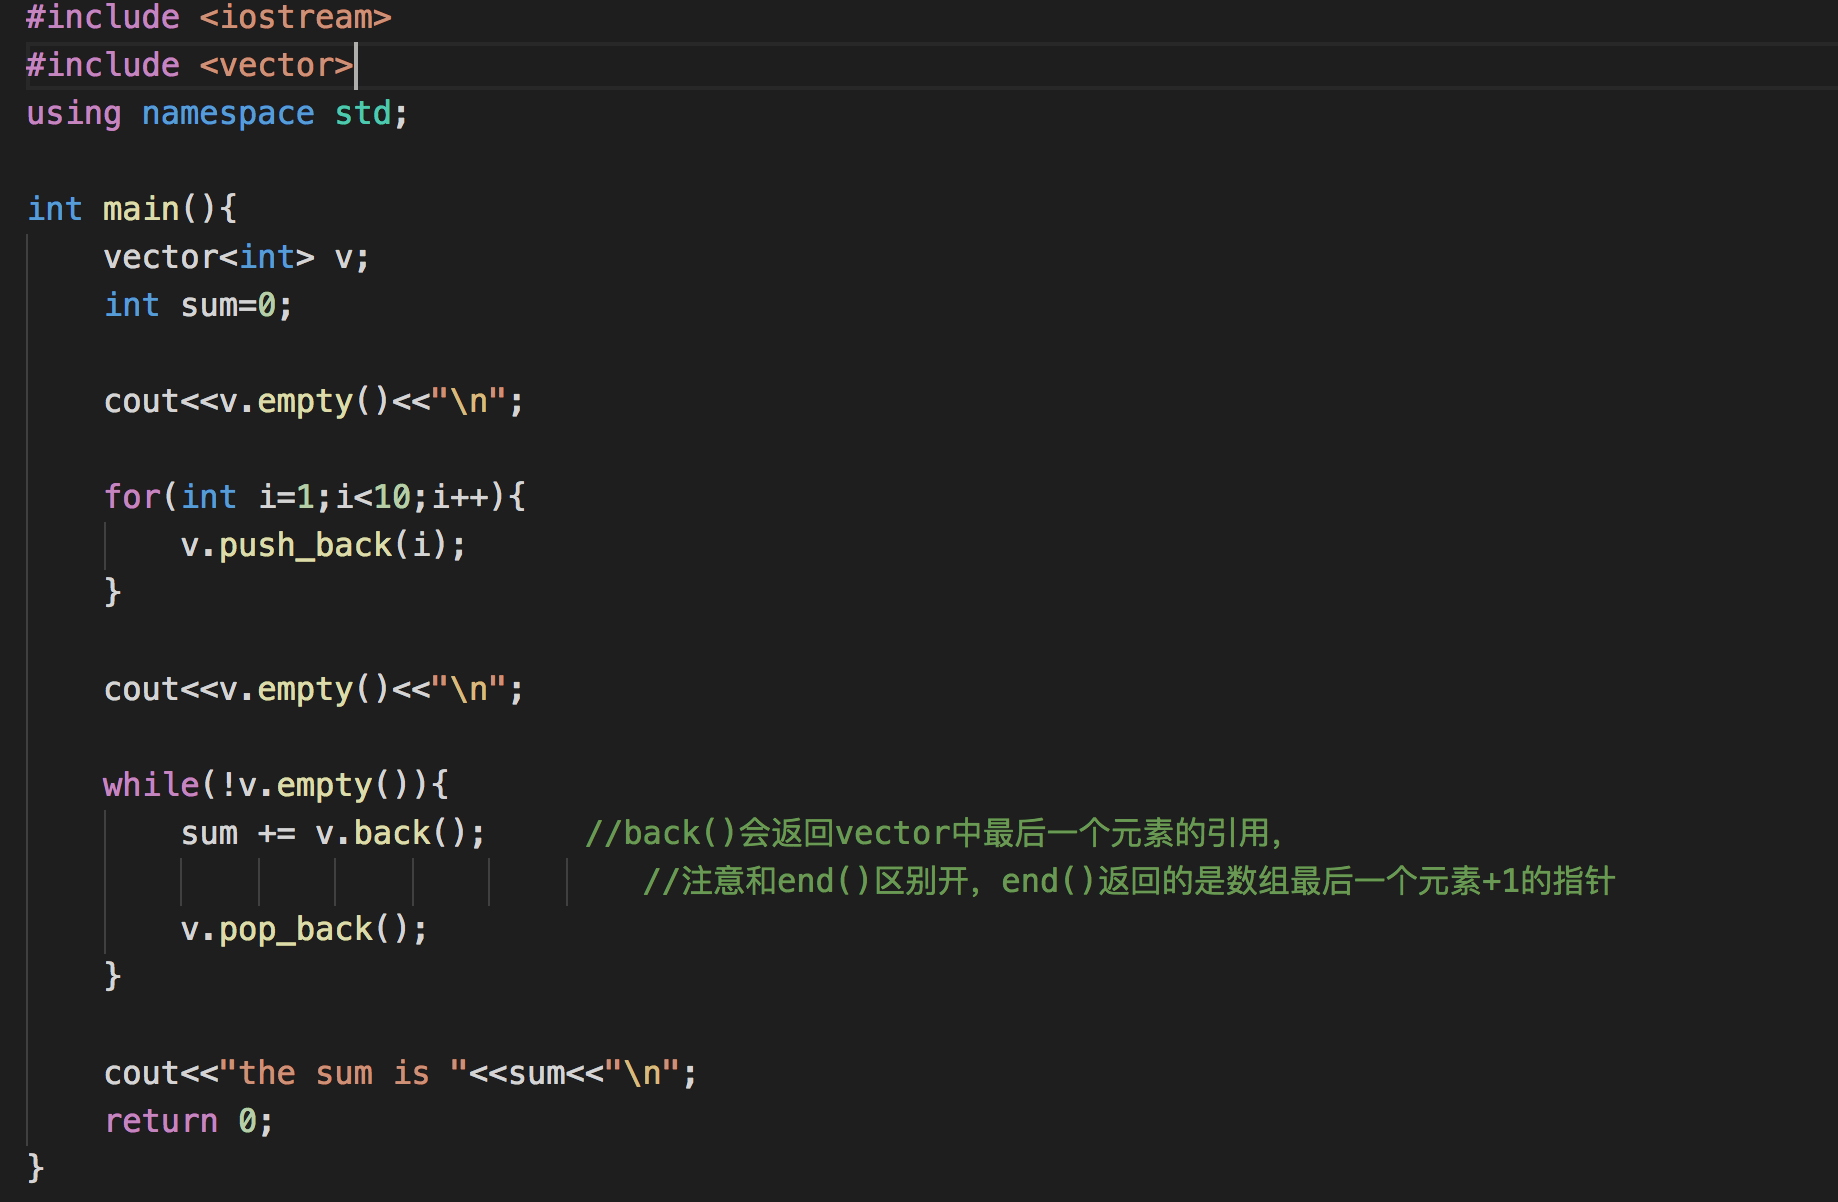 #include <iostream>
#include <vector>
using namespace std;
int main(){
vector<int> v;
int sum=0;
cout<<v.empty()<<"\n";
for(int i=1;i<10;i++){
v.push_back(i);
}
cout<<v.empty()<<"\n";
while(!v.empty()){
sum += v.back(); //back()会返回vector中最后一个元素的引用，
//注意和end()区别开，end()返回的是数组最后一个元素+1的指针
v.pop_back();
}
cout<<"the sum is "<<sum<<"\n";
return 0;
}